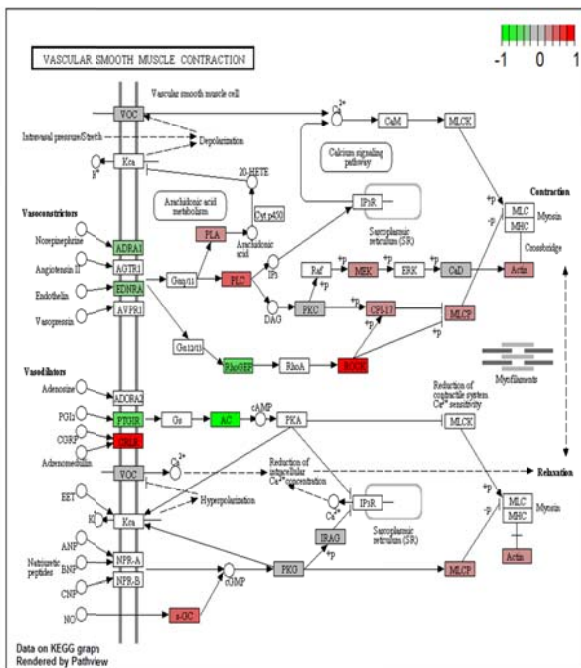 -1 0 1
VASCULAR SMOOTH MUSCLE CONTRACTION
Vascular smooth muscle cell
VOC
Ca2+
CaM
MLCK
Intravasal pressure/Stretch
Depolarization
K+
Kca
20-HETE
Calcium signaling
pathway
Contraction
Vasoconstrictors
Arachidonic acid
metabolism
Cyt p450
IP3R
+p
-p
MLC
MHC
Myosin
Norepinephrine
ADRA1
PLA
Arachidonic
acid
Sarcoplasmic
reticulum (SR)
Crossbridge
Angiotensin II
AGTR1
Gαq/11
PLC
IP3
Raf
+p
MEK
+p
ERK
+p
CaD
Actin
Endothelin
EDNRA
Vasopressin
AVPR1
DAG
PKC
+p
+p
CPI-17
MLCP
Gα12/13
RhoGEF
RhoA
ROCK
+p
+p
Myofilaments
Vasodilators
Adenosine
ADORA2
Reduction of
contractile system
Ca2+ sensitivity
PGI2
PTGIR
Gs
AC
cAMP
PKA
MLCK
CGRP
CRLR
Adrenomedullin
VOC
Ca2+
Reduction of
intracellular
Ca2+ concentration
Relaxation
EET
Hyperpolarization
Ca2+
IP3R
+p
-p
MLC
MHC
Myosin
K+
Kca
Sarcoplasmic
reticulum (SR)
IRAG
+p
ANP
NPR-A
Actin
Natriuretic
peptides
BNP
NPR-B
cGMP
PKG
MLCP
CNP
NO
s-GC
Data on KEGG graph
Rendered by Pathview